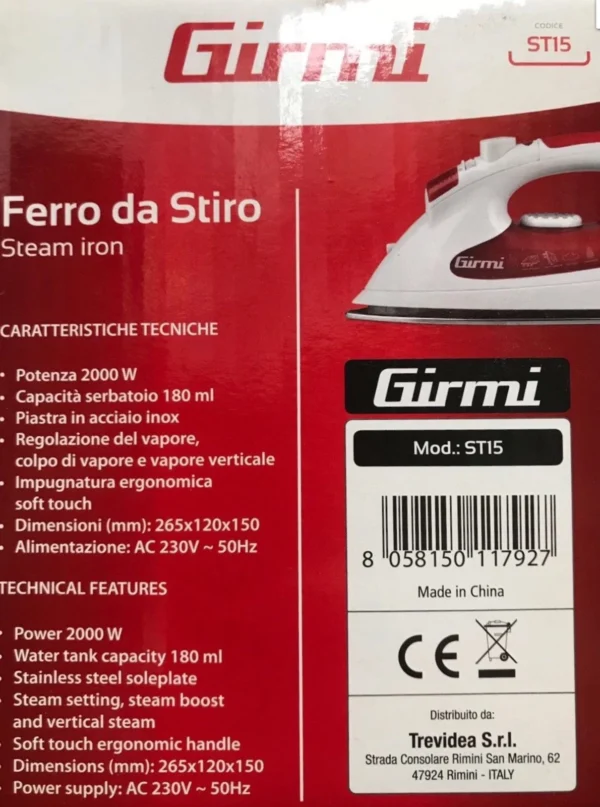 Girmi
CODICE
ST15
Ferro da Stiro
Steam iron
CARATTERISTICHE TECNICHE
• Potenza 2000 W
• Capacità serbatoio 180 ml
• Piastra in acciaio inox
• Regolazione del vapore,
colpo di vapore e vapore verticale
• Impugnatura ergonomica
soft touch
• Dimensioni (mm): 265x120x150
• Alimentazione: AC 230V ~ 50Hz
TECHNICAL FEATURES
• Power 2000 W
• Water tank capacity 180 ml
• Stainless steel soleplate
• Steam setting, steam boost
and vertical steam
• Soft touch ergonomic handle
• Dimensions (mm): 265x120x150
• Power supply: AC 230V ~ 50Hz
Girmi
Girmi
Mod.: ST15
8 058150 117927
Made in China
CE
Distribuito da:
Trevidea S.r.l.
Strada Consolare Rimini San Marino, 62
47924 Rimini - ITALY